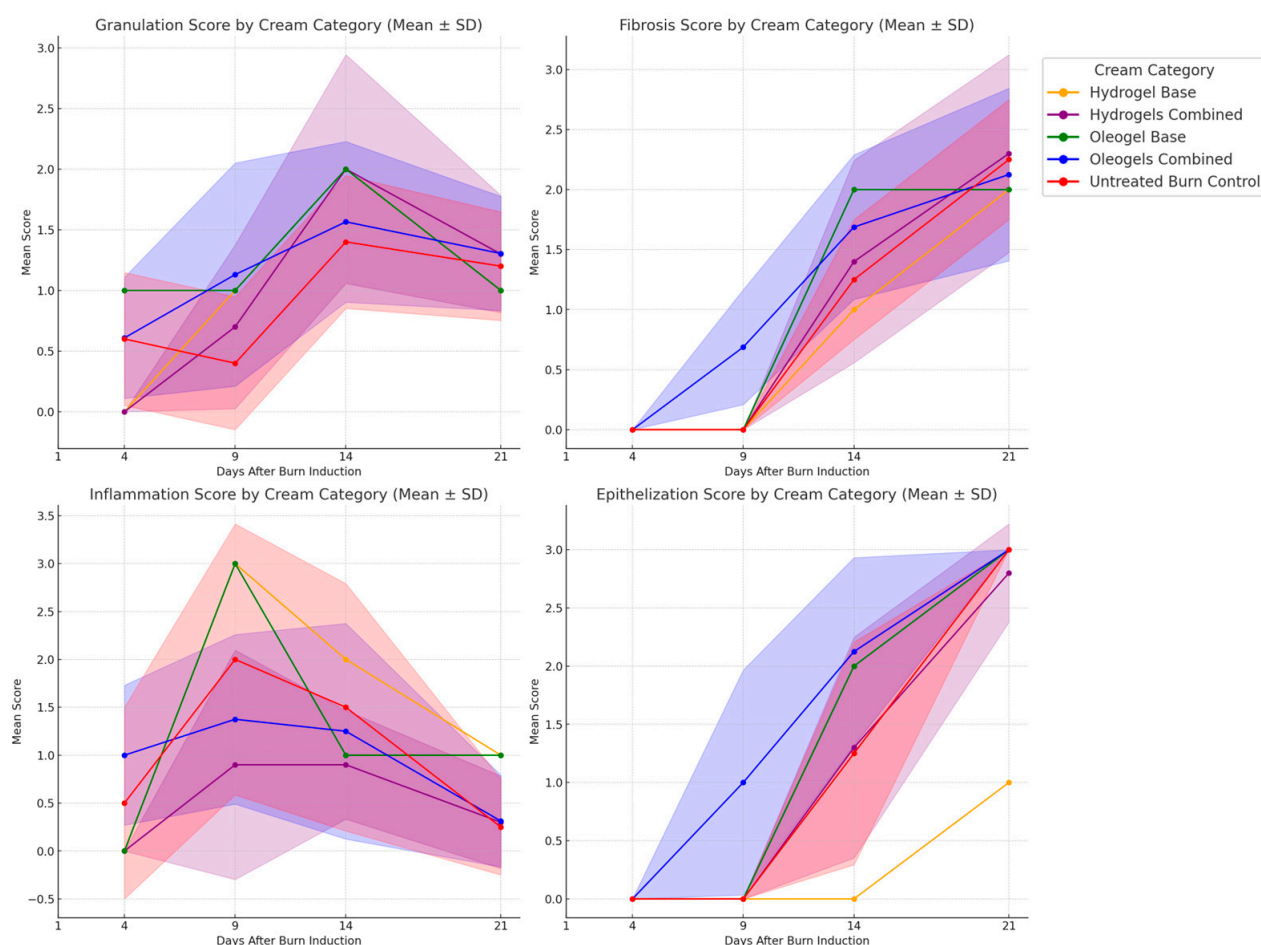 Granulation Score by Cream Category (Mean ± SD)
3.0
2.5
2.0
1.5
1.0
0.5
0.0
Mean Score
1 4 9 14 21
Days After Burn Induction
Fibrosis Score by Cream Category (Mean ± SD)
3.0
2.5
2.0
1.5
1.0
0.5
0.0
Mean Score
1 4 9 14 21
Days After Burn Induction
Cream Category
Hydrogel Base
Hydrogels Combined
Oleogel Base
Oleogels Combined
Untreated Burn Control
Inflammation Score by Cream Category (Mean ± SD)
3.5
3.0
2.5
2.0
1.5
1.0
0.5
0.0
−0.5
Mean Score
1 4 9 14 21
Days After Burn Induction
Epithelization Score by Cream Category (Mean ± SD)
3.0
2.5
2.0
1.5
1.0
0.5
0.0
Mean Score
1 4 9 14 21
Days After Burn Induction